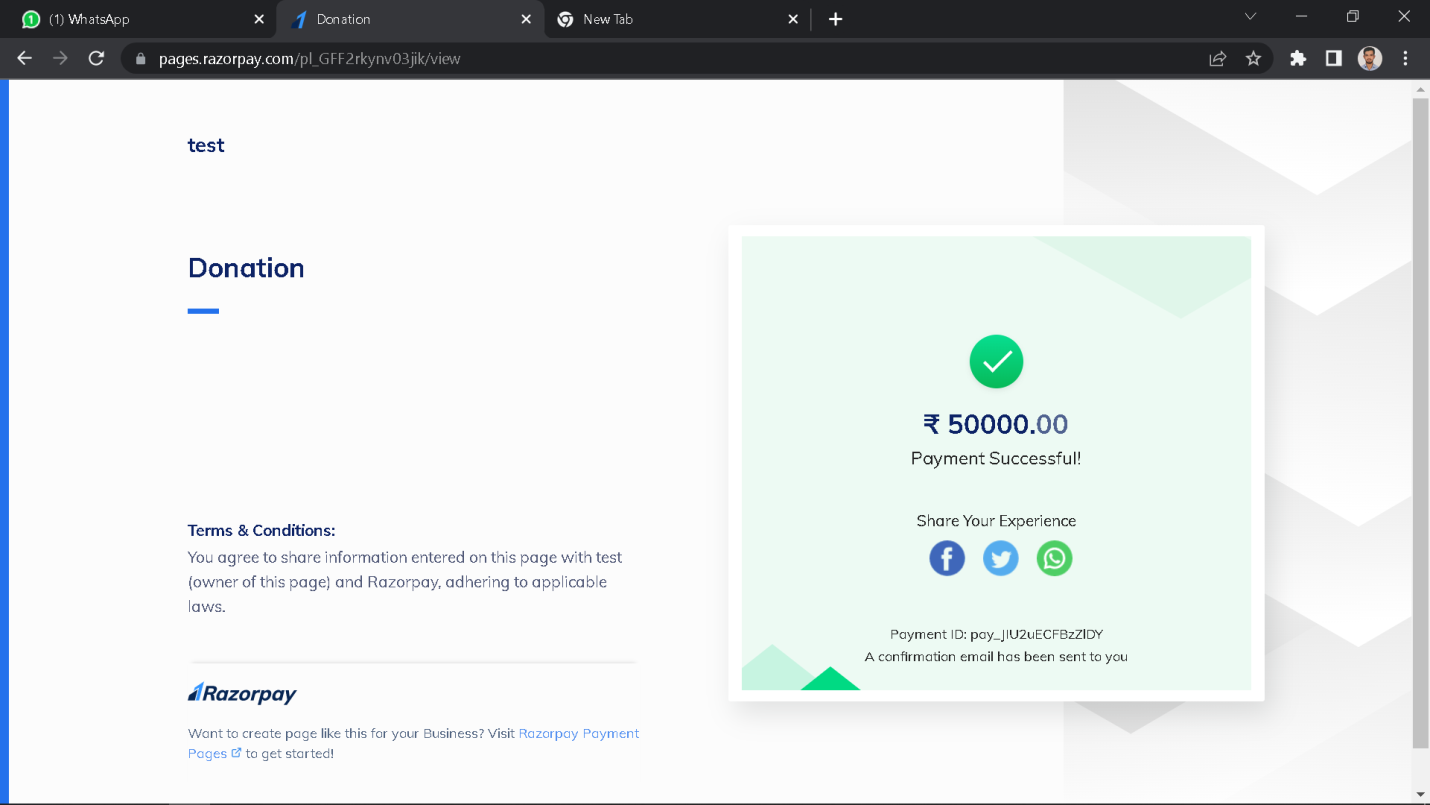 (1) WhatsApp
Donation
New Tab
pages.razorpay.com/pl_GFF2rkynv03jik/view
test
Donation
₹ 50000.00
Payment Successful!
Share Your Experience
Payment ID: pay_JIU2uECFBzZlDY
A confirmation email has been sent to you
Terms & Conditions:
You agree to share information entered on this page with test
(owner of this page) and Razorpay, adhering to applicable
laws.
Razorpay
Want to create page like this for your Business? Visit Razorpay Payment
Pages to get started!